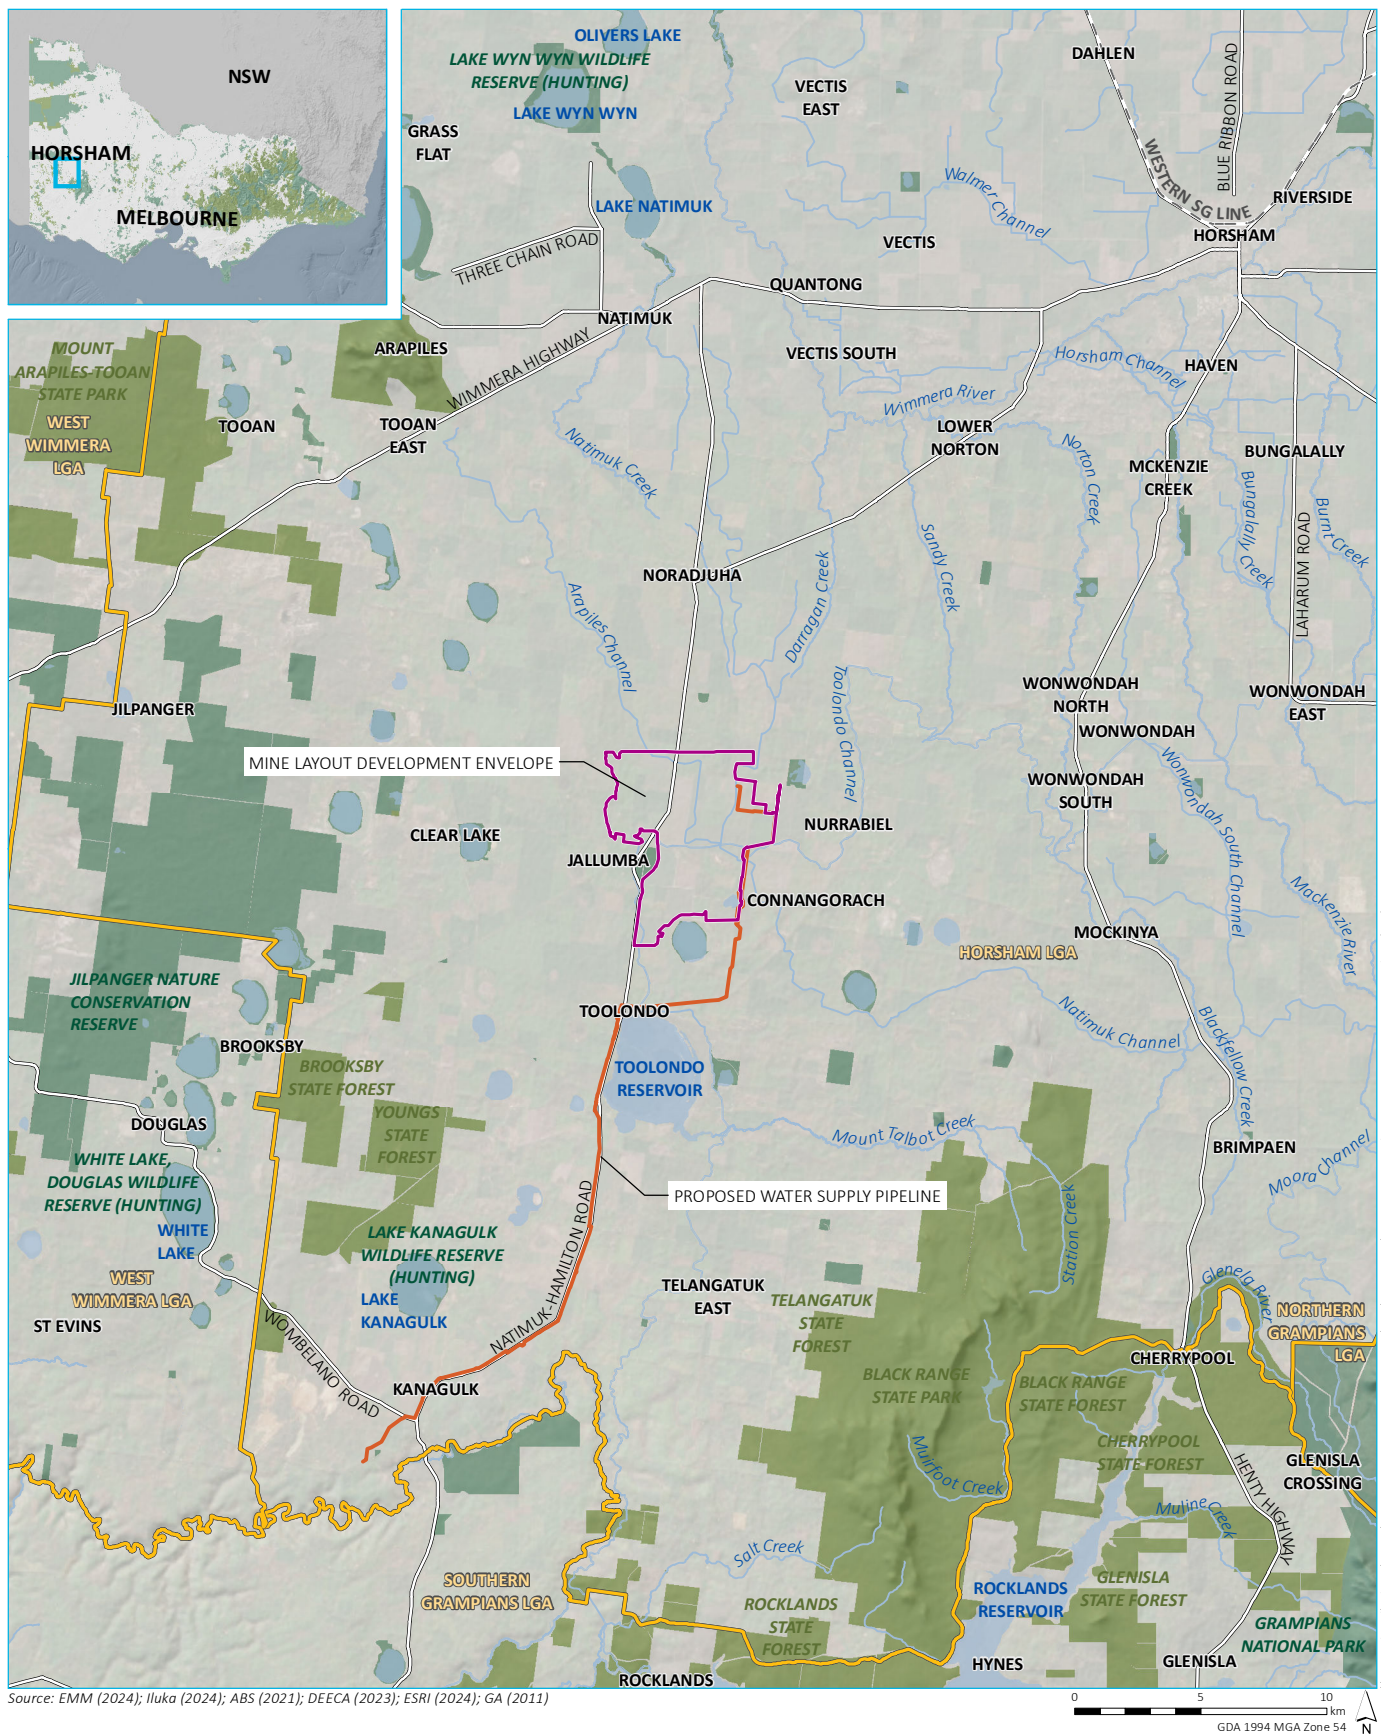 NSW
HORSHAM
MELBOURNE
OLIVERS LAKE
LAKE WYN WYN WILDLIFE
RESERVE (HUNTING)
LAKE WYN WYN
GRASS
FLAT
VECTIS
EAST
DAHLEN
BLUE RIBBON ROAD
WESTERN SG LINE
RIVERSIDE
HORSHAM
Walmer Channel
LAKE NATIMUK
VECTIS
THREE CHAIN ROAD
QUANTONG
NATIMUK
ARAPILES
WIMMERA HIGHWAY
VECTIS SOUTH
Horsham Channel
HAVEN
MOUNT
ARAPILES-TOOAN
STATE PARK
WEST
WIMMERA
LGA
TOOAN
TOOAN
EAST
Wimmera River
LOWER
NORTON
Natimuk Creek
Norton Creek
MCKENZIE
CREEK
BUNGALALLY
Bungalally Creek
Burnt Creek
LAHARUM ROAD
Sandy Creek
NORADJUHA
Darragan Creek
Arapiles Channel
Toolondo Channel
JILPANGER
WONWONDAH
NORTH
WONWONDAH
EAST
WONWONDAH
MINE LAYOUT DEVELOPMENT ENVELOPE
WONWONDAH
SOUTH
Wonwondah South Channel
NURRABIEL
CLEAR LAKE
JALLUMBA
CONNANGORACH
Mackenzie River
MOCKINYA
HORSHAM LGA
JILPANGER NATURE
CONSERVATION
RESERVE
TOOLONDO
Natimuk Channel
Blackfellow Creek
BROOKSBY
BROOKSBY
STATE FOREST
TOOLONDO
RESERVOIR
YOUNGS
STATE
FOREST
DOUGLAS
Mount Talbot Creek
BRIMPAEN
Moora Channel
WHITE LAKE,
DOUGLAS WILDLIFE
RESERVE (HUNTING)
PROPOSED WATER SUPPLY PIPELINE
WHITE
LAKE
LAKE KANAGULK
WILDLIFE RESERVE
(HUNTING)
NATIMUK-HAMILTON ROAD
Station Creek
WEST
WIMMERA LGA
LAKE
KANAGULK
TELANGATUK
EAST
TELANGATUK
STATE
FOREST
Glenelg River
NORTHERN
GRAMPIANS
LGA
ST EVINS
WOMBELANO ROAD
CHERRYPOOL
KANAGULK
BLACK RANGE
STATE PARK
BLACK RANGE
STATE FOREST
CHERRYPOOL
STATE FOREST
Muirfoot Creek
HENTY HIGHWAY
GLENISLA
CROSSING
Muline Creek
Salt Creek
SOUTHERN
GRAMPIANS LGA
ROCKLANDS
STATE
FOREST
ROCKLANDS
RESERVOIR
GLENISLA
STATE FOREST
GRAMPIANS
NATIONAL PARK
HYNES
GLENISLA
ROCKLANDS
Source: EMM (2024); Iluka (2024); ABS (2021); DEECA (2023); ESRI (2024); GA (2011)
0 5 10
km
GDA 1994 MGA Zone 54
N